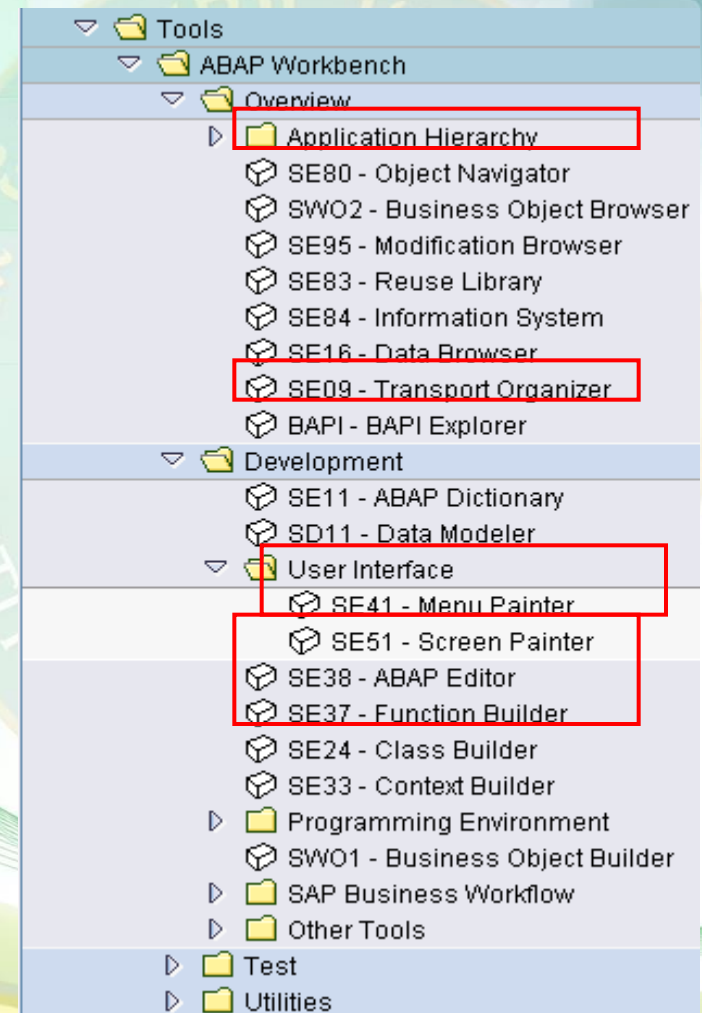 Tools
ABAP Workbench
Overview
Application Hierarchy
SE80 - Object Navigator
SWO2 - Business Object Browser
SE95 - Modification Browser
SE83 - Reuse Library
SE84 - Information System
SE16 - Data Browser
SE09 - Transport Organizer
BAPI - BAPI Explorer
Development
SE11 - ABAP Dictionary
SD11 - Data Modeler
User Interface
SE41 - Menu Painter
SE51 - Screen Painter
SE38 - ABAP Editor
SE37 - Function Builder
SE24 - Class Builder
SE33 - Context Builder
Programming Environment
SWO1 - Business Object Builder
SAP Business Workflow
Other Tools
Test
Utilities